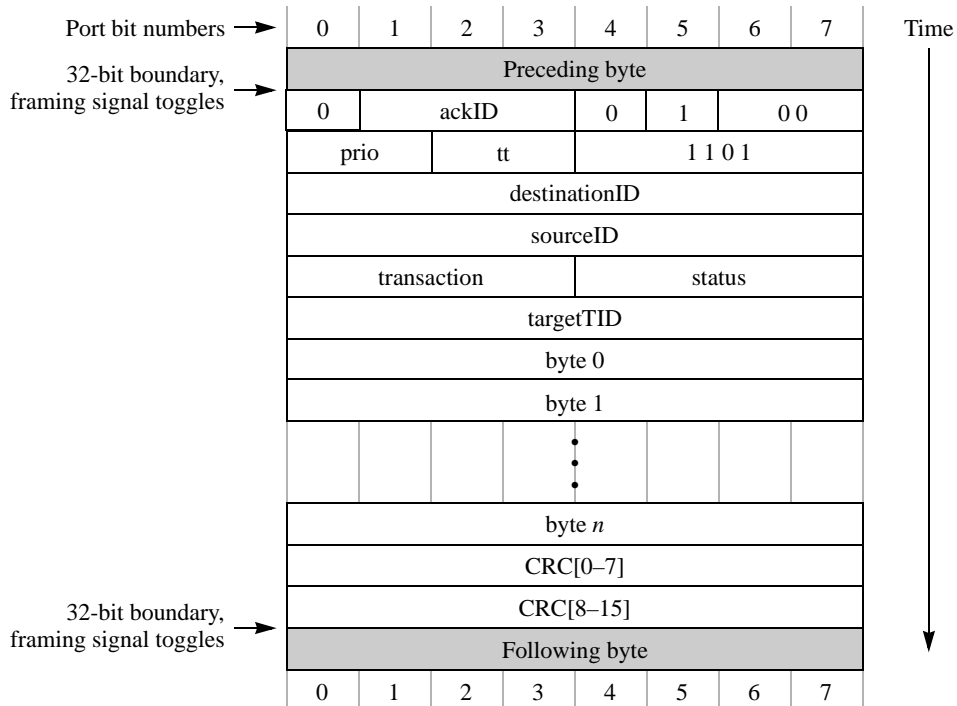 Port bit numbers 0 1 2 3 4 5 6 7 Time
Preceding byte
32-bit boundary,
framing signal toggles
0 ackID 0 1 0 0
prio tt 1 1 0 1
destinationID
sourceID
transaction status
targetTID
byte 0
byte 1
byte n
CRC[0–7]
CRC[8–15]
32-bit boundary,
framing signal toggles
Following byte
0 1 2 3 4 5 6 7